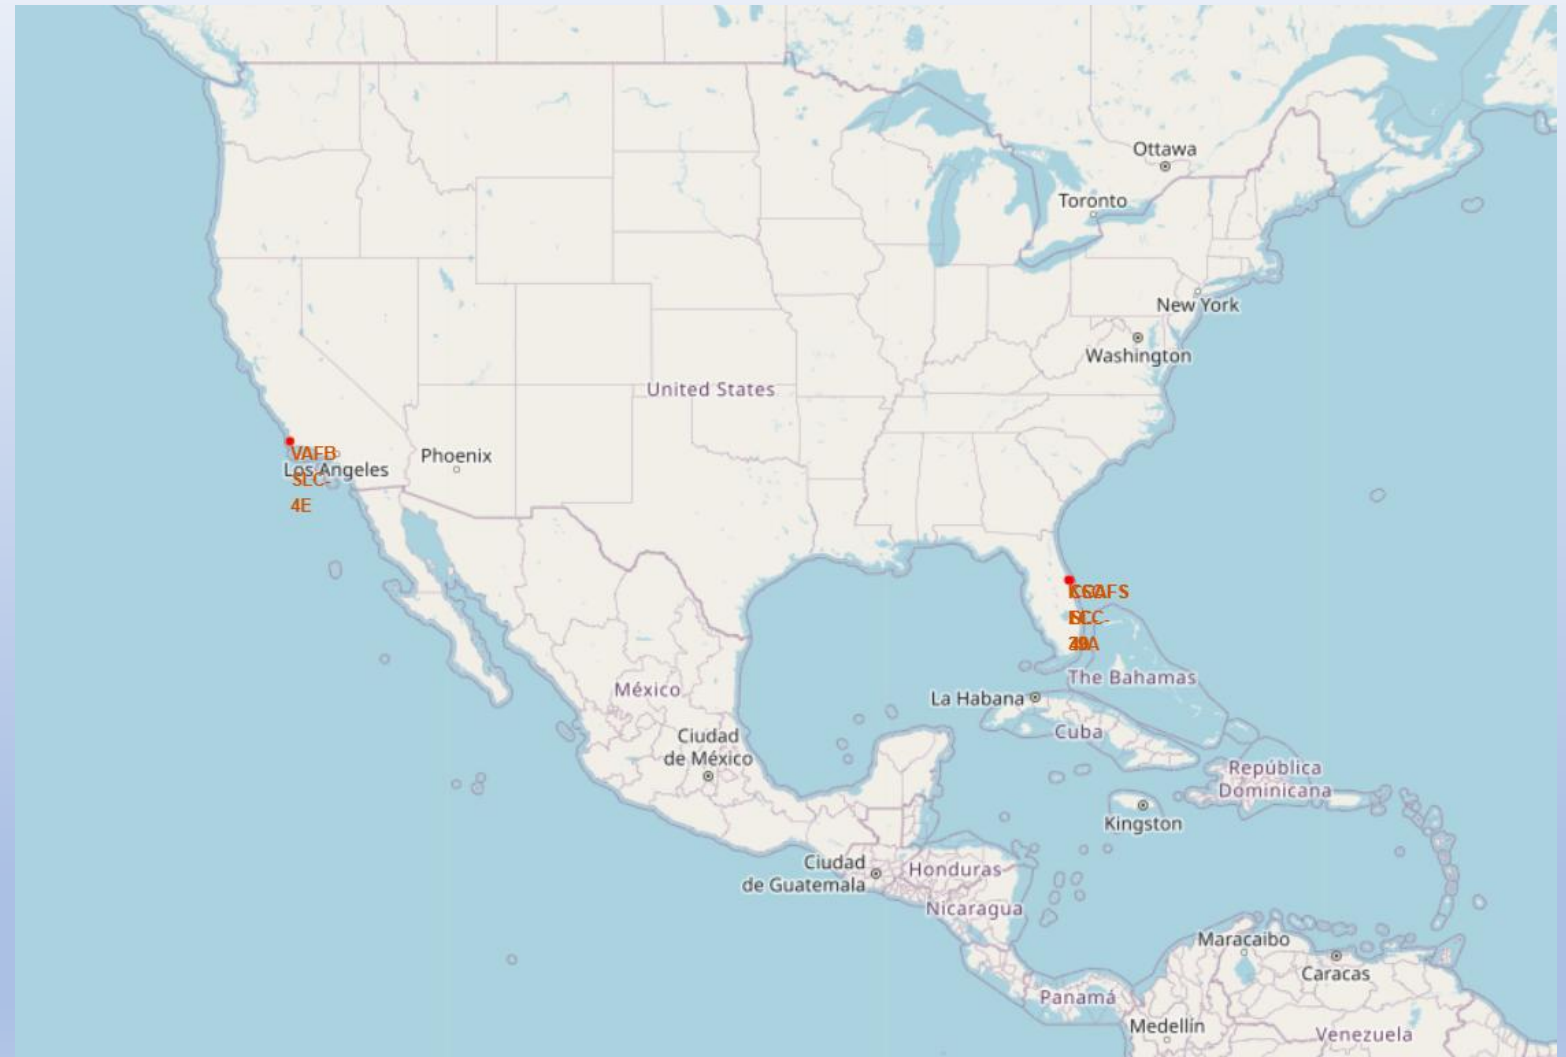 Ottawa
Toronto
New York
Washington
United States
VAFB
SLC-
4E
Los Angeles
Phoenix
México
Ciudad
de México
The Bahamas
La Habana
Cuba
República
Dominicana
Kingston
Ciudad
de Guatemala
Honduras
Nicaragua
Maracaibo
Caracas
Panamá
Medellín
Venezuela